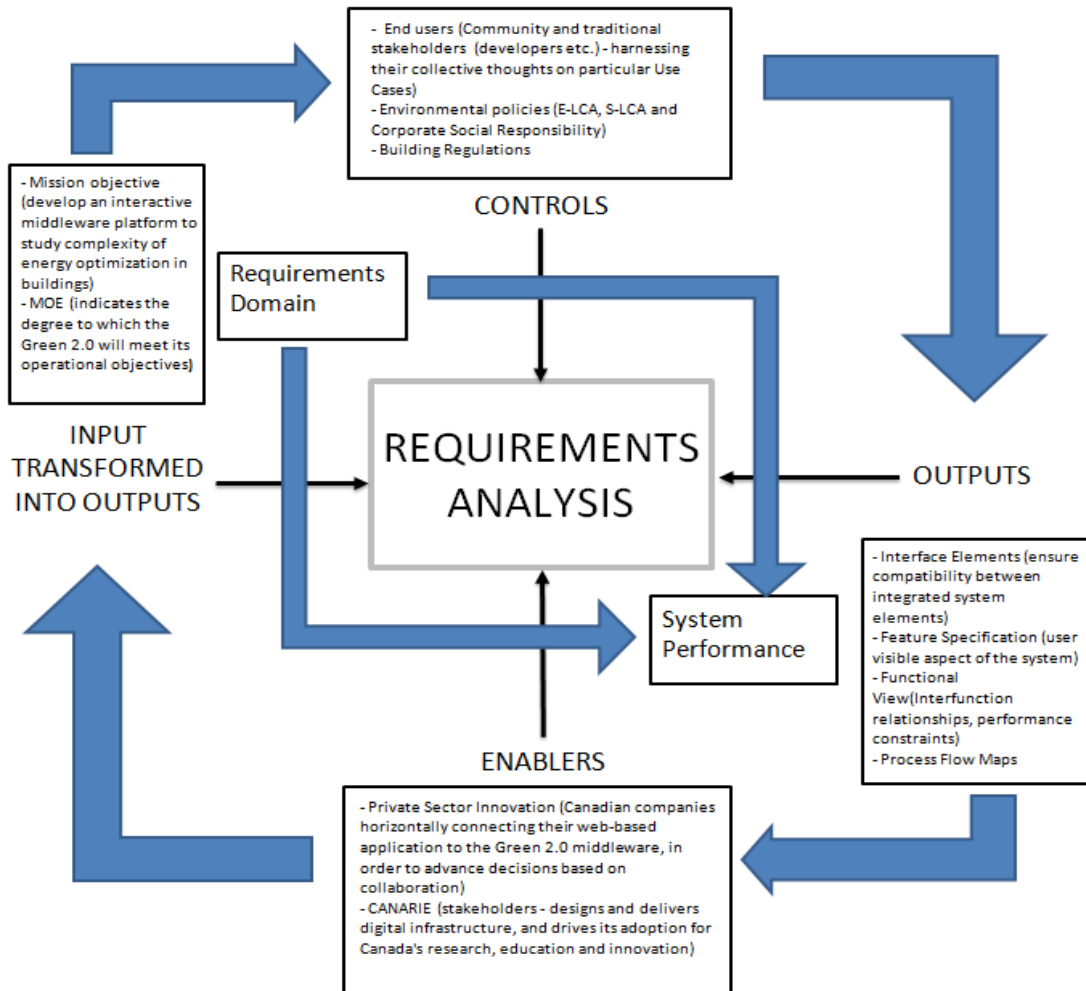 - End users (Community and traditional
stakeholders (developers etc.) - harnessing
their collective thoughts on particular Use
Cases)
- Environmental policies (E-LCA, S-LCA and
Corporate Social Responsibility)
- Building Regulations
CONTROLS
- Mission objective
(develop an interactive
middleware platform to
study complexity of
energy optimization in
buildings)
- MOE (indicates the
degree to which the
Green 2.0 will meet its
operational objectives)
Requirements
Domain
INPUT
TRANSFORMED
INTO OUTPUTS
REQUIREMENTS
ANALYSIS
OUTPUTS
- Interface Elements (ensure
compatibility between
integrated system
elements)
- Feature Specification (user
visible aspect of the system)
- Functional
View(Interfunction
relationships, performance
constraints)
- Process Flow Maps
System
Performance
ENABLERS
- Private Sector Innovation (Canadian companies
horizontally connecting their web-based
application to the Green 2.0 middleware, in
order to advance decisions based on
collaboration)
- CANARIE (stakeholders - designs and delivers
digital infrastructure, and drives its adoption for
Canada's research, education and innovation)